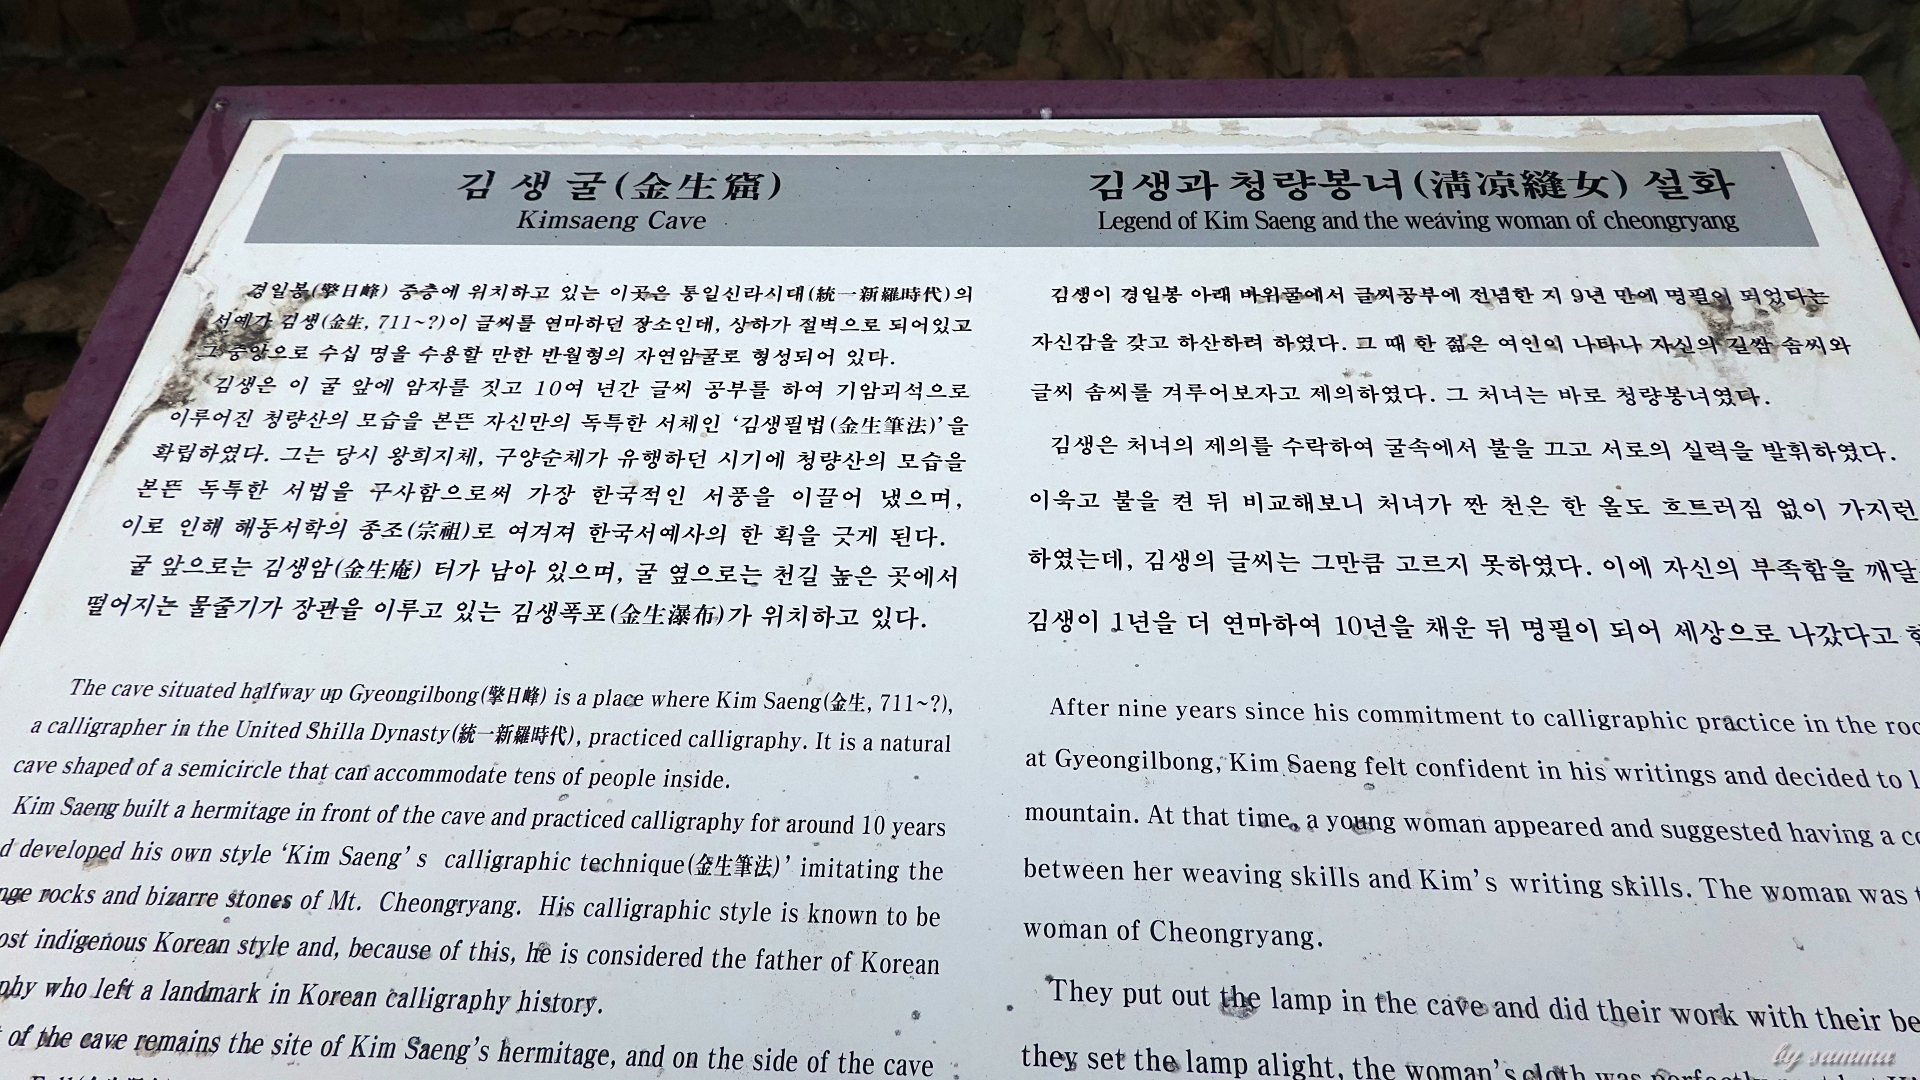 김생굴(金生窟)
Kimsaeng Cave
경일봉(擎日峰) 중층에 위치하고 있는 이곳은 통일신라시대(統一新羅時代)의
서예가 김생(金生, 711~?)이 글씨를 연마하던 장소인데, 상하가 절벽으로 되어있고
그 중앙으로 수십 명을 수용할 만한 반월형의 자연암굴로 형성되어 있다.
김생은 이 굴 앞에 암자를 짓고 10여 년간 글씨 공부를 하여 기암괴석으로
이루어진 청량산의 모습을 본뜬 자신만의 독특한 서체인 '김생필법(金生筆法)'을
확립하였다. 그는 당시 왕희지체, 구양순체가 유행하던 시기에 청량산의 모습을
본뜬 독특한 서법을 구사함으로써 가장 한국적인 서풍을 이끌어 냈으며,
이로 인해 해동서학의 종조(宗祖)로 여겨져 한국서예사의 한 획을 긋게 된다.
굴 앞으로는 김생암(金生庵) 터가 남아 있으며, 굴 옆으로는 천길 높은 곳에서
떨어지는 물줄기가 장관을 이루고 있는 김생폭포(金生瀑布)가 위치하고 있다.
The cave situated halfway up Gyeongilbong(擎日峰) is a place where Kim Saeng(金生, 711~?),
a calligrapher in the United Shilla Dynasty(統一新羅時代), practiced calligraphy. It is a natural
cave shaped of a semicircle that can accommodate tens of people inside.
Kim Saeng built a hermitage in front of the cave and practiced calligraphy for around 10 years
d developed his own style 'Kim Saeng's calligraphic technique(金生筆法)' imitating the
nge rocks and bizarre stones of Mt. Cheongryang. His calligraphic style is known to be
ost indigenous Korean style and, because of this, he is considered the father of Korean
phy who left a landmark in Korean calligraphy history.
of the cave remains the site of Kim Saeng's hermitage, and on the side of the cave
김생과 청량봉녀(淸凉縫女) 설화
Legend of Kim Saeng and the weaving woman of cheongryang
김생이 경일봉 아래 바위굴에서 글씨공부에 전념한 지 9년 만에 명필이 되었다는
자신감을 갖고 하산하려 하였다. 그 때 한 젊은 여인이 나타나 자신의 길쌈 솜씨와
글씨 솜씨를 겨루어보자고 제의하였다. 그 처녀는 바로 청량봉녀였다.
김생은 처녀의 제의를 수락하여 굴속에서 불을 끄고 서로의 실력을 발휘하였다.
이윽고 불을 켠 뒤 비교해보니 처녀가 짠 천은 한 올도 흐트러짐 없이 가지런
하였는데, 김생의 글씨는 그만큼 고르지 못하였다. 이에 자신의 부족함을 깨달
김생이 1년을 더 연마하여 10년을 채운 뒤 명필이 되어 세상으로 나갔다고
After nine years since his commitment to calligraphic practice in the roc
at Gyeongilbong, Kim Saeng felt confident in his writings and decided to l
mountain. At that time, a young woman appeared and suggested having a co
between her weaving skills and Kim's writing skills. The woman was t
woman of Cheongryang.
They put out the lamp in the cave and did their work with their be
they set the lamp alight, the woman's cloth was
by summu